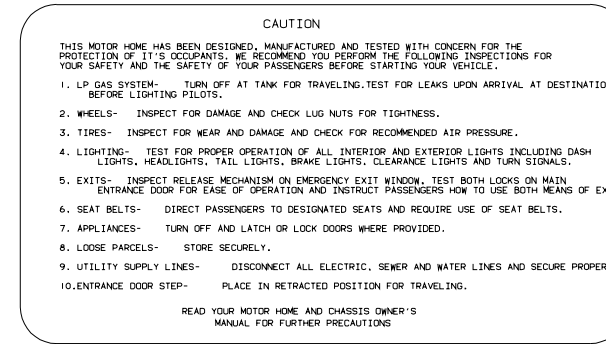 CAUTION
THIS MOTOR HOME HAS BEEN DESIGNED, MANUFACTURED AND TESTED WITH CONCERN FOR THE
PROTECTION OF IT'S OCCUPANTS. WE RECOMMEND YOU PERFORM THE FOLLOWING INSPECTIONS FOR
YOUR SAFETY AND THE SAFETY OF YOUR PASSENGERS BEFORE STARTING YOUR VEHICLE.
1. LP GAS SYSTEM- TURN OFF AT TANK FOR TRAVELING.TEST FOR LEAKS UPON ARRIVAL AT DESTINATIO
BEFORE LIGHTING PILOTS.
2. WHEELS- INSPECT FOR DAMAGE AND CHECK LUG NUTS FOR TIGHTNESS.
3. TIRES- INSPECT FOR WEAR AND DAMAGE AND CHECK FOR RECOMMENDED AIR PRESSURE.
4. LIGHTING- TEST FOR PROPER OPERATION OF ALL INTERIOR AND EXTERIOR LIGHTS INCLUDING DASH
LIGHTS, HEADLIGHTS, TAIL LIGHTS, BRAKE LIGHTS, CLEARANCE LIGHTS AND TURN SIGNALS.
5. EXITS- INSPECT RELEASE MECHANISM ON EMERGENCY EXIT WINDOW, TEST BOTH LOCKS ON MAIN
ENTRANCE DOOR FOR EASE OF OPERATION AND INSTRUCT PASSENGERS HOW TO USE BOTH MEANS OF EX
6. SEAT BELTS- DIRECT PASSENGERS TO DESIGNATED SEATS AND REQUIRE USE OF SEAT BELTS.
7. APPLIANCES- TURN OFF AND LATCH OR LOCK DOORS WHERE PROVIDED.
8. LOOSE PARCELS- STORE SECURELY.
9. UTILITY SUPPLY LINES- DISCONNECT ALL ELECTRIC, SEWER AND WATER LINES AND SECURE PROPER
10.ENTRANCE DOOR STEP- PLACE IN RETRACTED POSITION FOR TRAVELING.
READ YOUR MOTOR HOME AND CHASSIS OWNER'S
MANUAL FOR FURTHER PRECAUTIONS